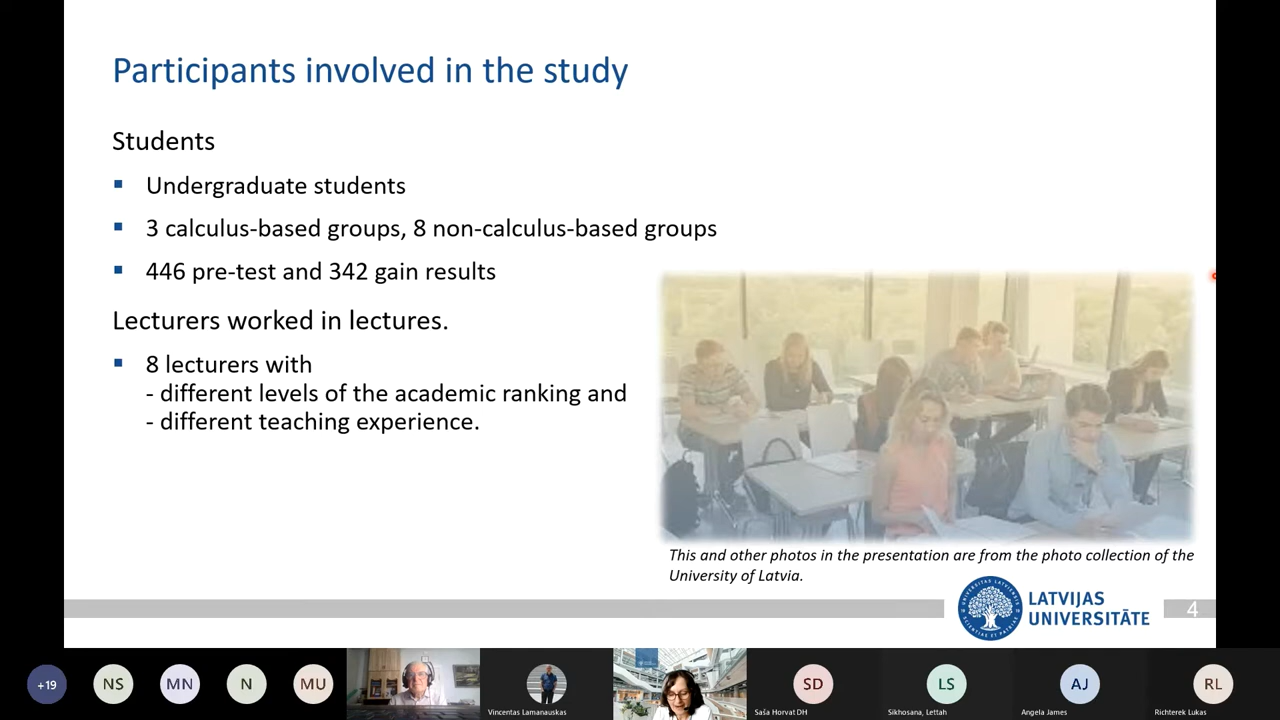 Participants involved in the study
Students
Undergraduate students
3 calculus-based groups, 8 non-calculus-based groups
446 pre-test and 342 gain results
Lecturers worked in lectures.
8 lecturers with
- different levels of the academic ranking and
- different teaching experience.
This and other photos in the presentation are from the photo collection of the
University of Latvia.
LATVIJAS
UNIVERSITĀTE
4
+19
NS
MN
N
MU
Vincentas Lamanauskas
SD
Saša Horvat DH
LS
Sikhosana, Lettah
AJ
Angela James
RL
Richterek Lukas